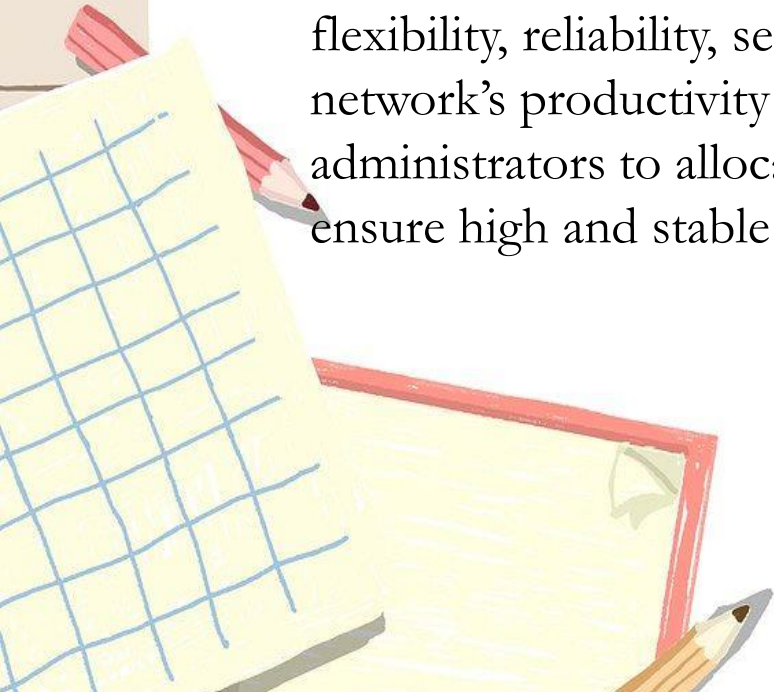 flexibility, reliability, se
network’s productivity
administrators to alloc
ensure high and stable